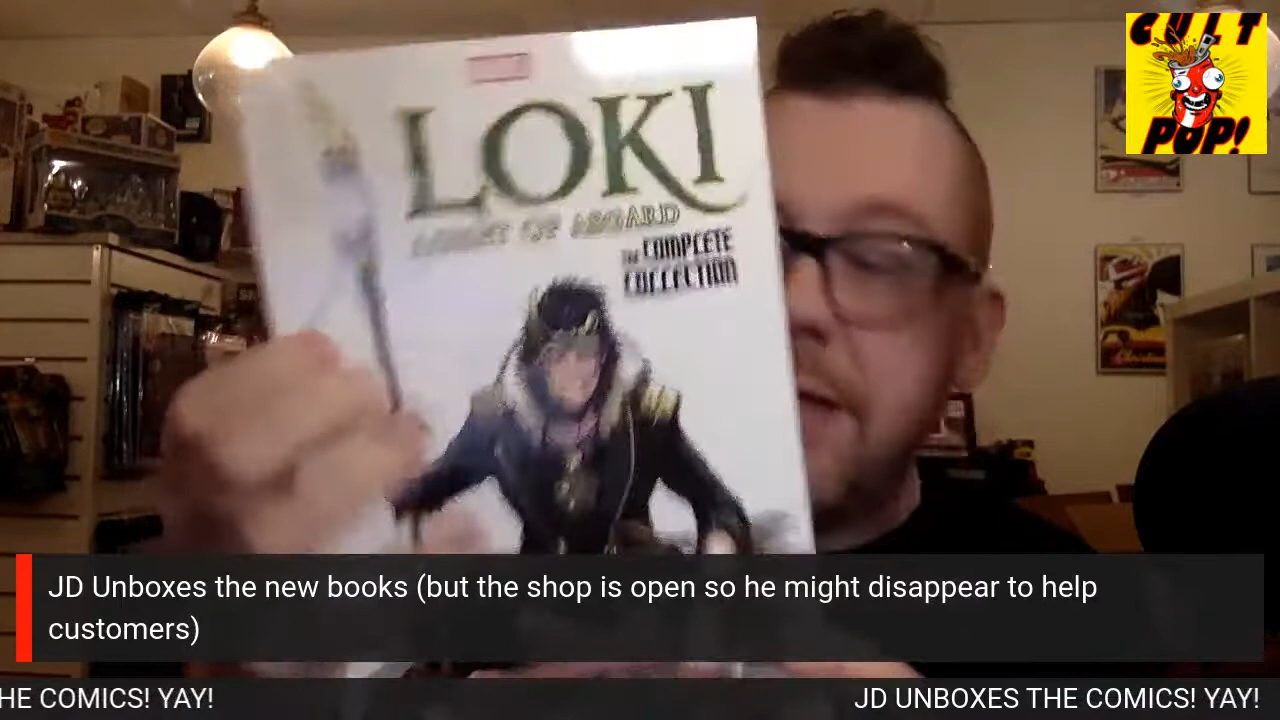 CULT
POP!
LOKI
AGENT OF ASGARD
THE COMPLETE
COLLECTION
JD Unboxes the new books (but the shop is open so he might disappear to help
customers)
HE COMICS! YAY!
JD UNBOXES THE COMICS! YAY!